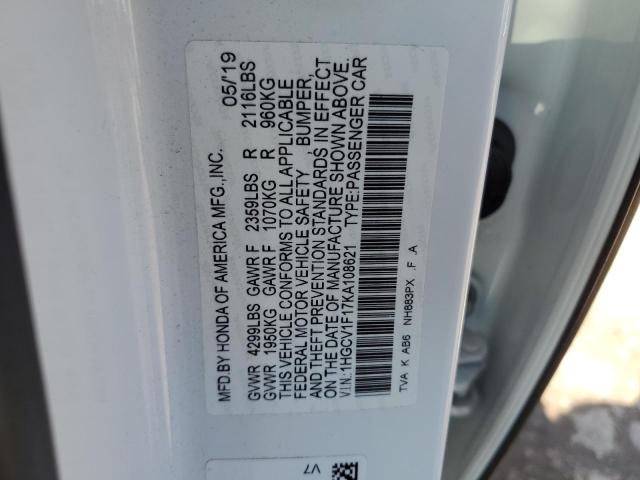 MFD.BY HONDA OF AMERICA MFG.,INC. 05/'19
GVWR 4299LBS GAWR F 2359LBS R 2116LBS
GVWR 1950KG GAWR F 1070KG R 960KG
THIS VEHICLE CONFORMS TO ALL APPLICABLE
FEDERAL MOTOR VEHICLE SAFETY , BUMPER,
AND THEFT PREVENTION STANDARDS IN EFFECT
ON THE DATE OF MANUFACTURE SHOWN ABOVE.
V.I.N.:1HGCV1F17KA108621 TYPE:PASSENGER CAR
TVA K AB6 NH883PX .F A
V7